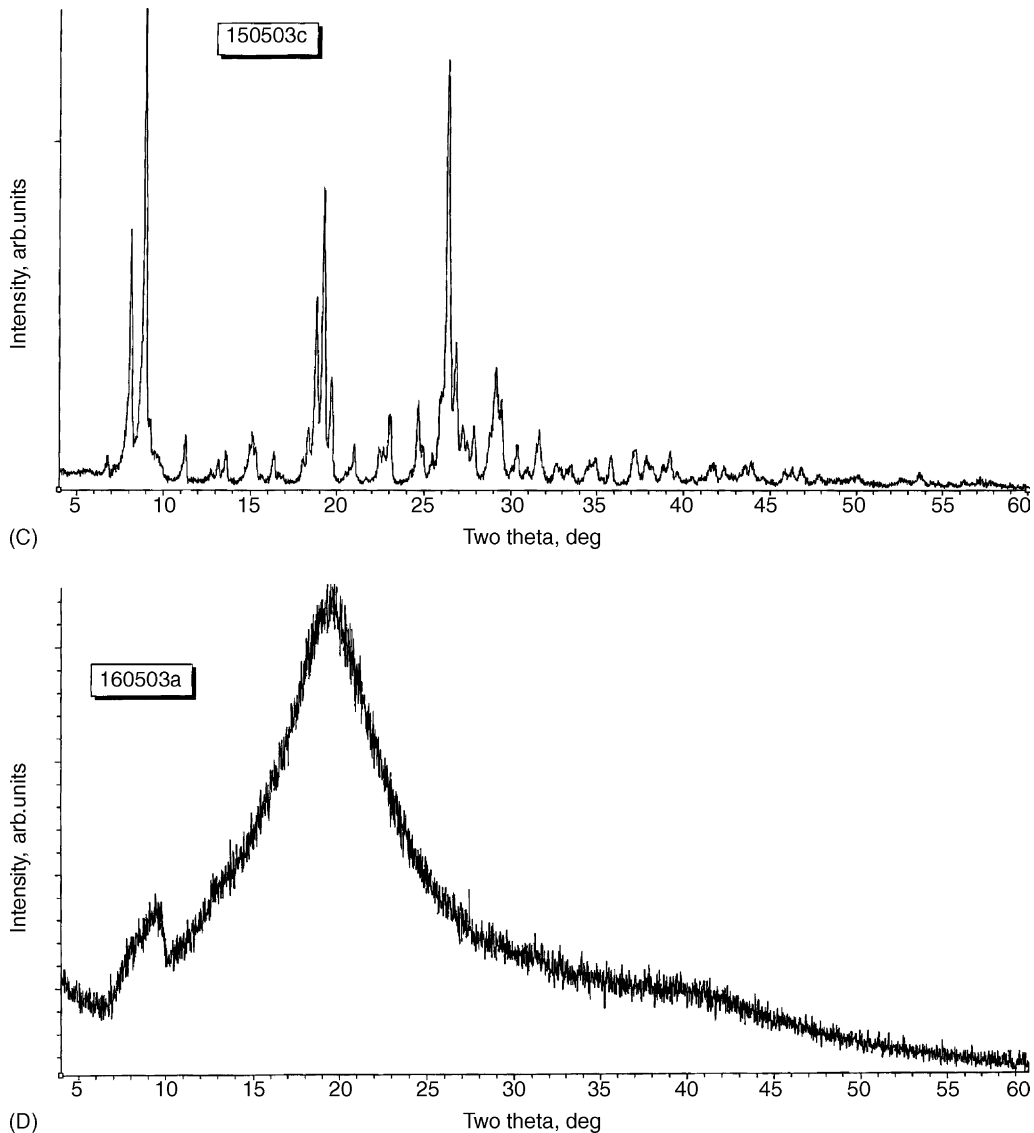 150503c
Intensity, arb.units
5 10 15 20 25 30 35 40 45 50 55 60
Two theta, deg
(C)
160503a
Intensity, arb.units
5 10 15 20 25 30 35 40 45 50 55 60
Two theta, deg
(D)